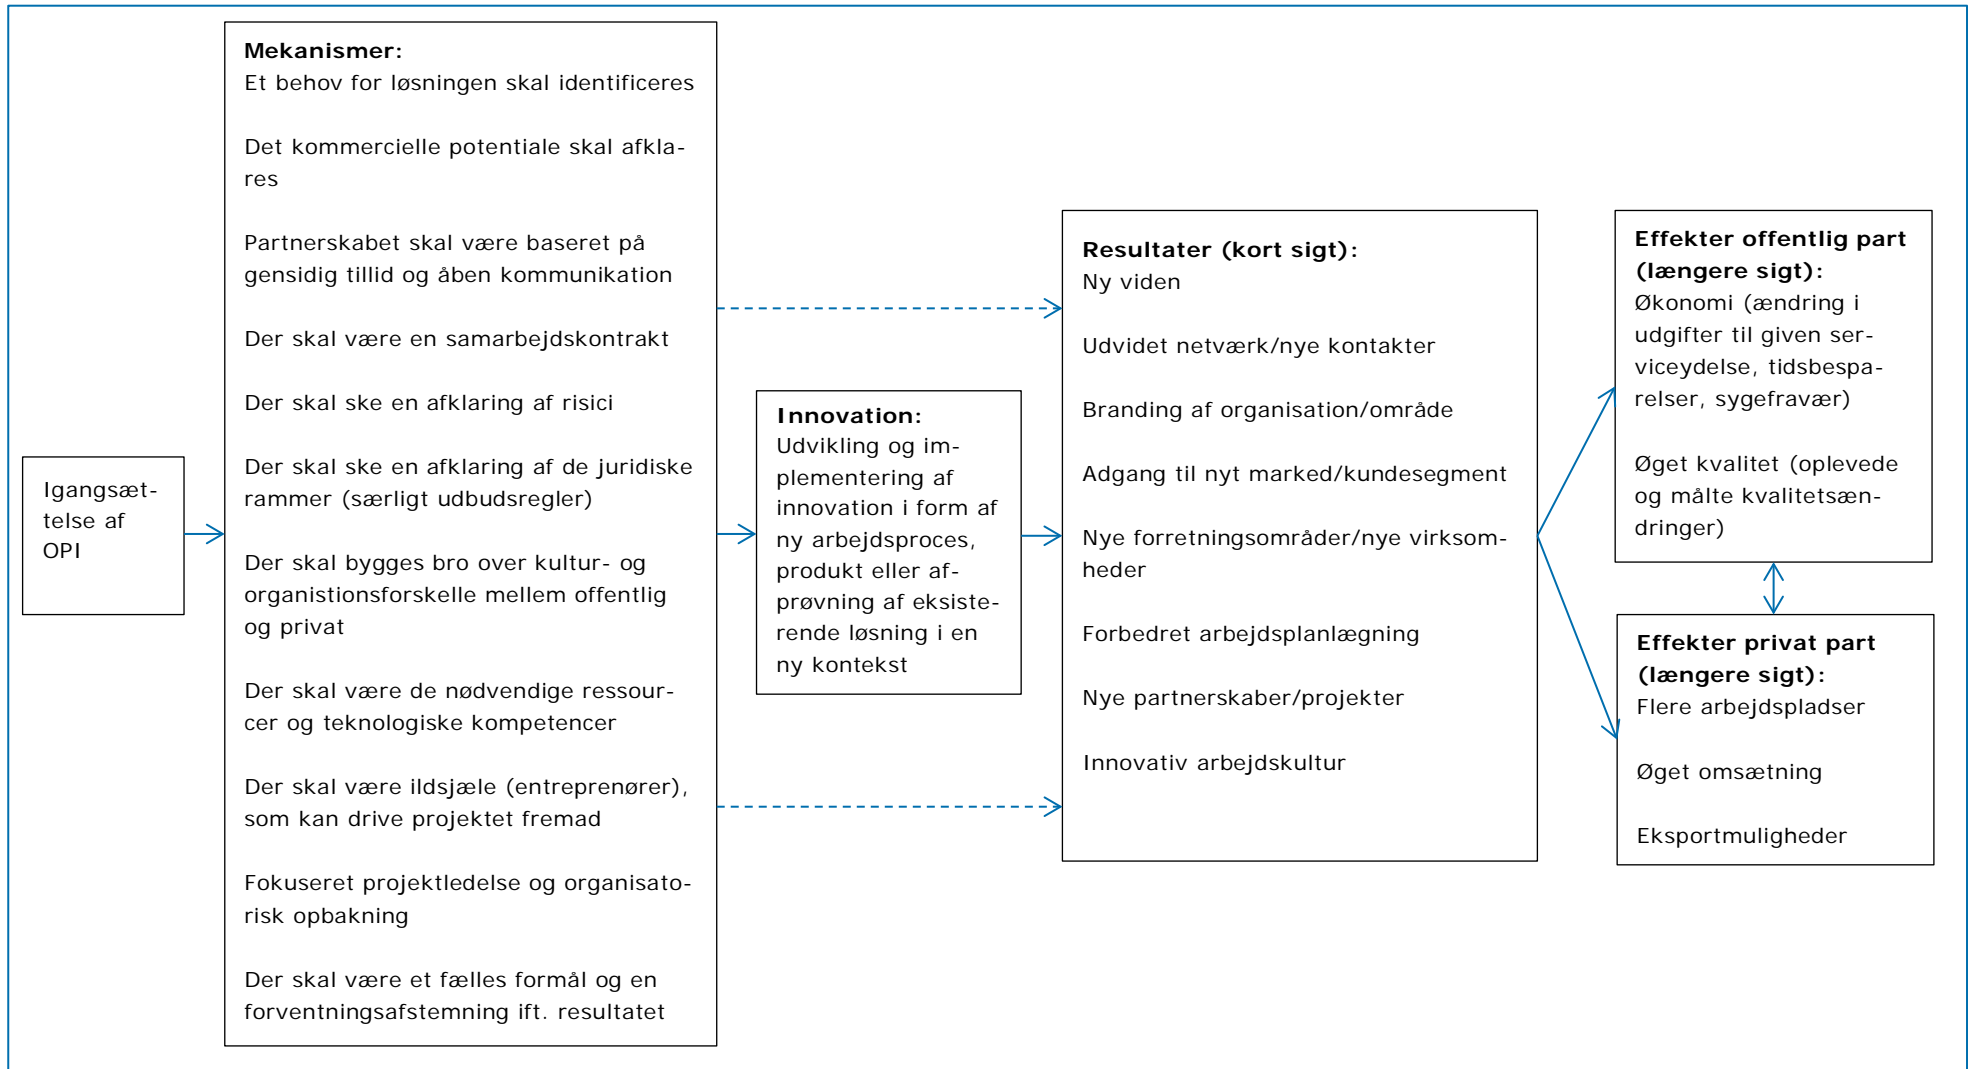 Igangsæt-
telse af
OPI
Mekanismer:
Et behov for løsningen skal identificeres
Det kommercielle potentiale skal afkla-
res
Partnerskabet skal være baseret på
gensidig tillid og åben kommunikation
Der skal være en samarbejdskontrakt
Der skal ske en afklaring af risici
Der skal ske en afklaring af de juridiske
rammer (særligt udbudsregler)
Der skal bygges bro over kultur- og
organistionsforskelle mellem offentlig
og privat
Der skal være de nødvendige ressour-
cer og teknologiske kompetencer
Der skal være ildsjæle (entreprenører),
som kan drive projektet fremad
Fokuseret projektledelse og organisato-
risk opbakning
Der skal være et fælles formål og en
forventningsafstemning ift. resultatet
Innovation:
Udvikling og im-
plementering af
innovation i form af
ny arbejdsproces,
produkt eller af-
prøvning af eksiste-
rende løsning i en
ny kontekst
Resultater (kort sigt):
Ny viden
Udvidet netværk/nye kontakter
Branding af organisation/område
Adgang til nyt marked/kundesegment
Nye forretningsområder/nye virksom-
heder
Forbedret arbejdsplanlægning
Nye partnerskaber/projekter
Innovativ arbejdskultur
Effekter offentlig part
(længere sigt):
Økonomi (ændring i
udgifter til given ser-
viceydelse, tidsbespa-
relser, sygefravær)
Øget kvalitet (oplevede
og målte kvalitetsæn-
dringer)
Effekter privat part
(længere sigt):
Flere arbejdspladser
Øget omsætning
Eksportmuligheder